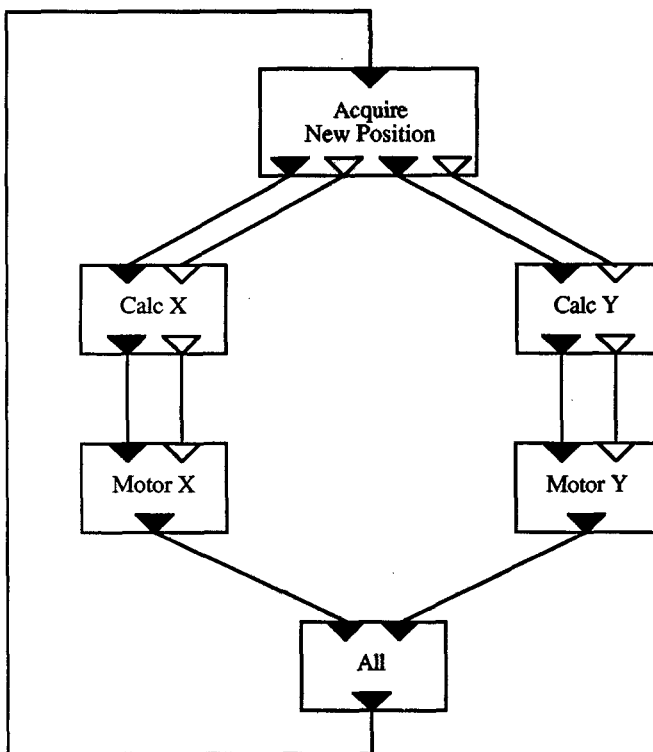 Acquire
New Position
Calc X
Calc Y
Motor X
Motor Y
All